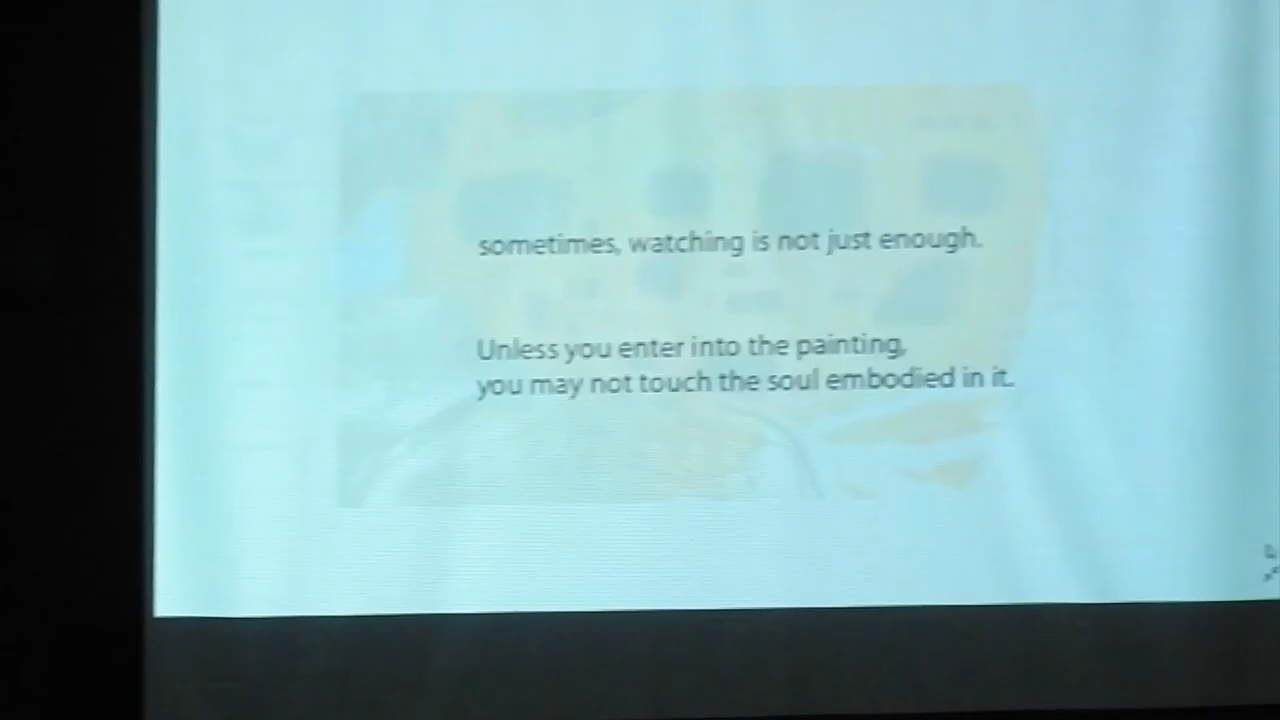 sometimes, watching is not just enough.
Unless you enter into the painting,
you may not touch the soul embodied in it.